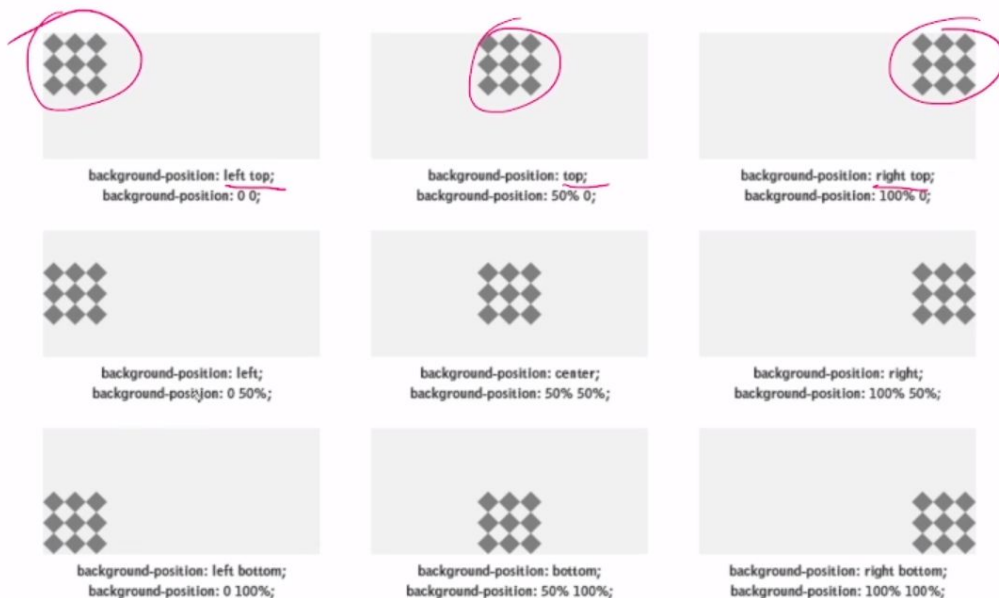 background-position: left top;
background-position: 0 0;
background-position: top;
background-position: 50% 0;
background-position: right top;
background-position: 100% 0;
background-position: left;
background-position: 0 50%;
background-position: center;
background-position: 50% 50%;
background-position: right;
background-position: 100% 50%;
background-position: left bottom;
background-position: 0 100%;
background-position: bottom;
background-position: 50% 100%;
background-position: right bottom;
background-position: 100% 100%;